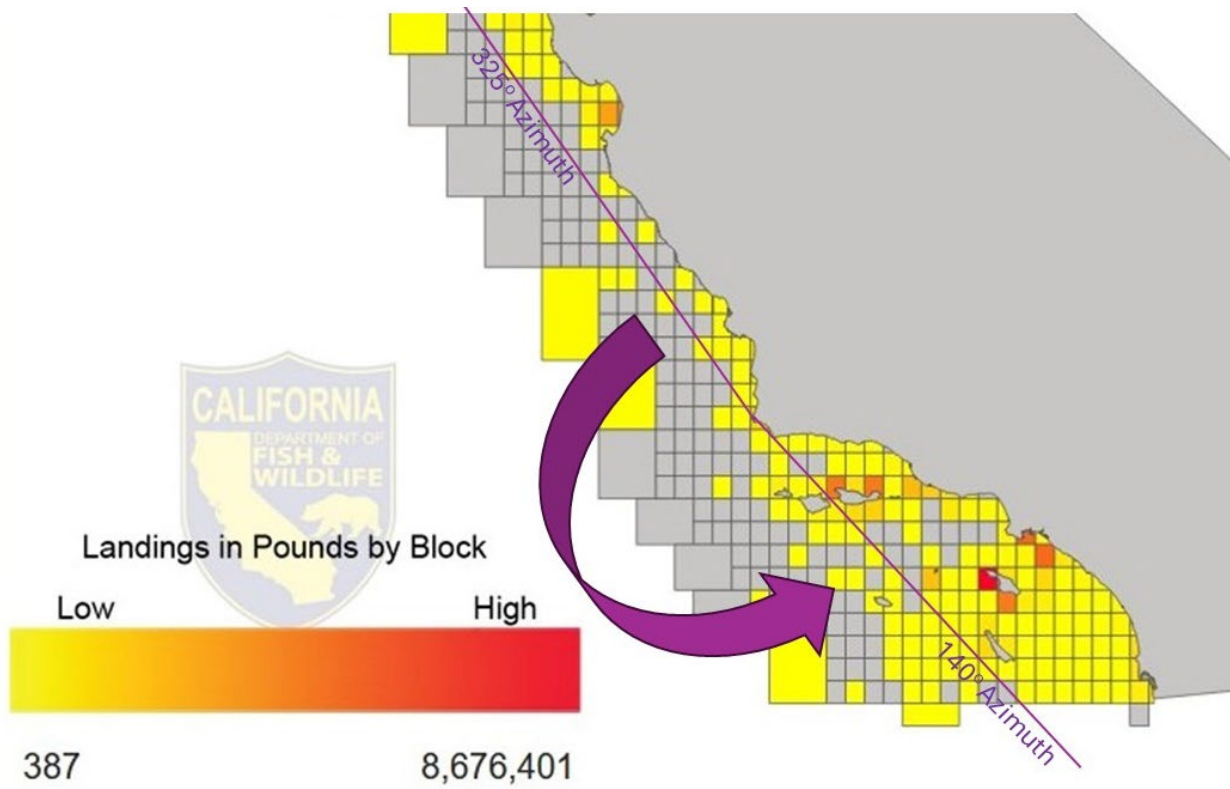 325° Azimuth
CALIFORNIA
DEPARTMENT OF
FISH &
WILDLIFE
Landings in Pounds by Block
Low High
387 8,676,401
140° Azimuth